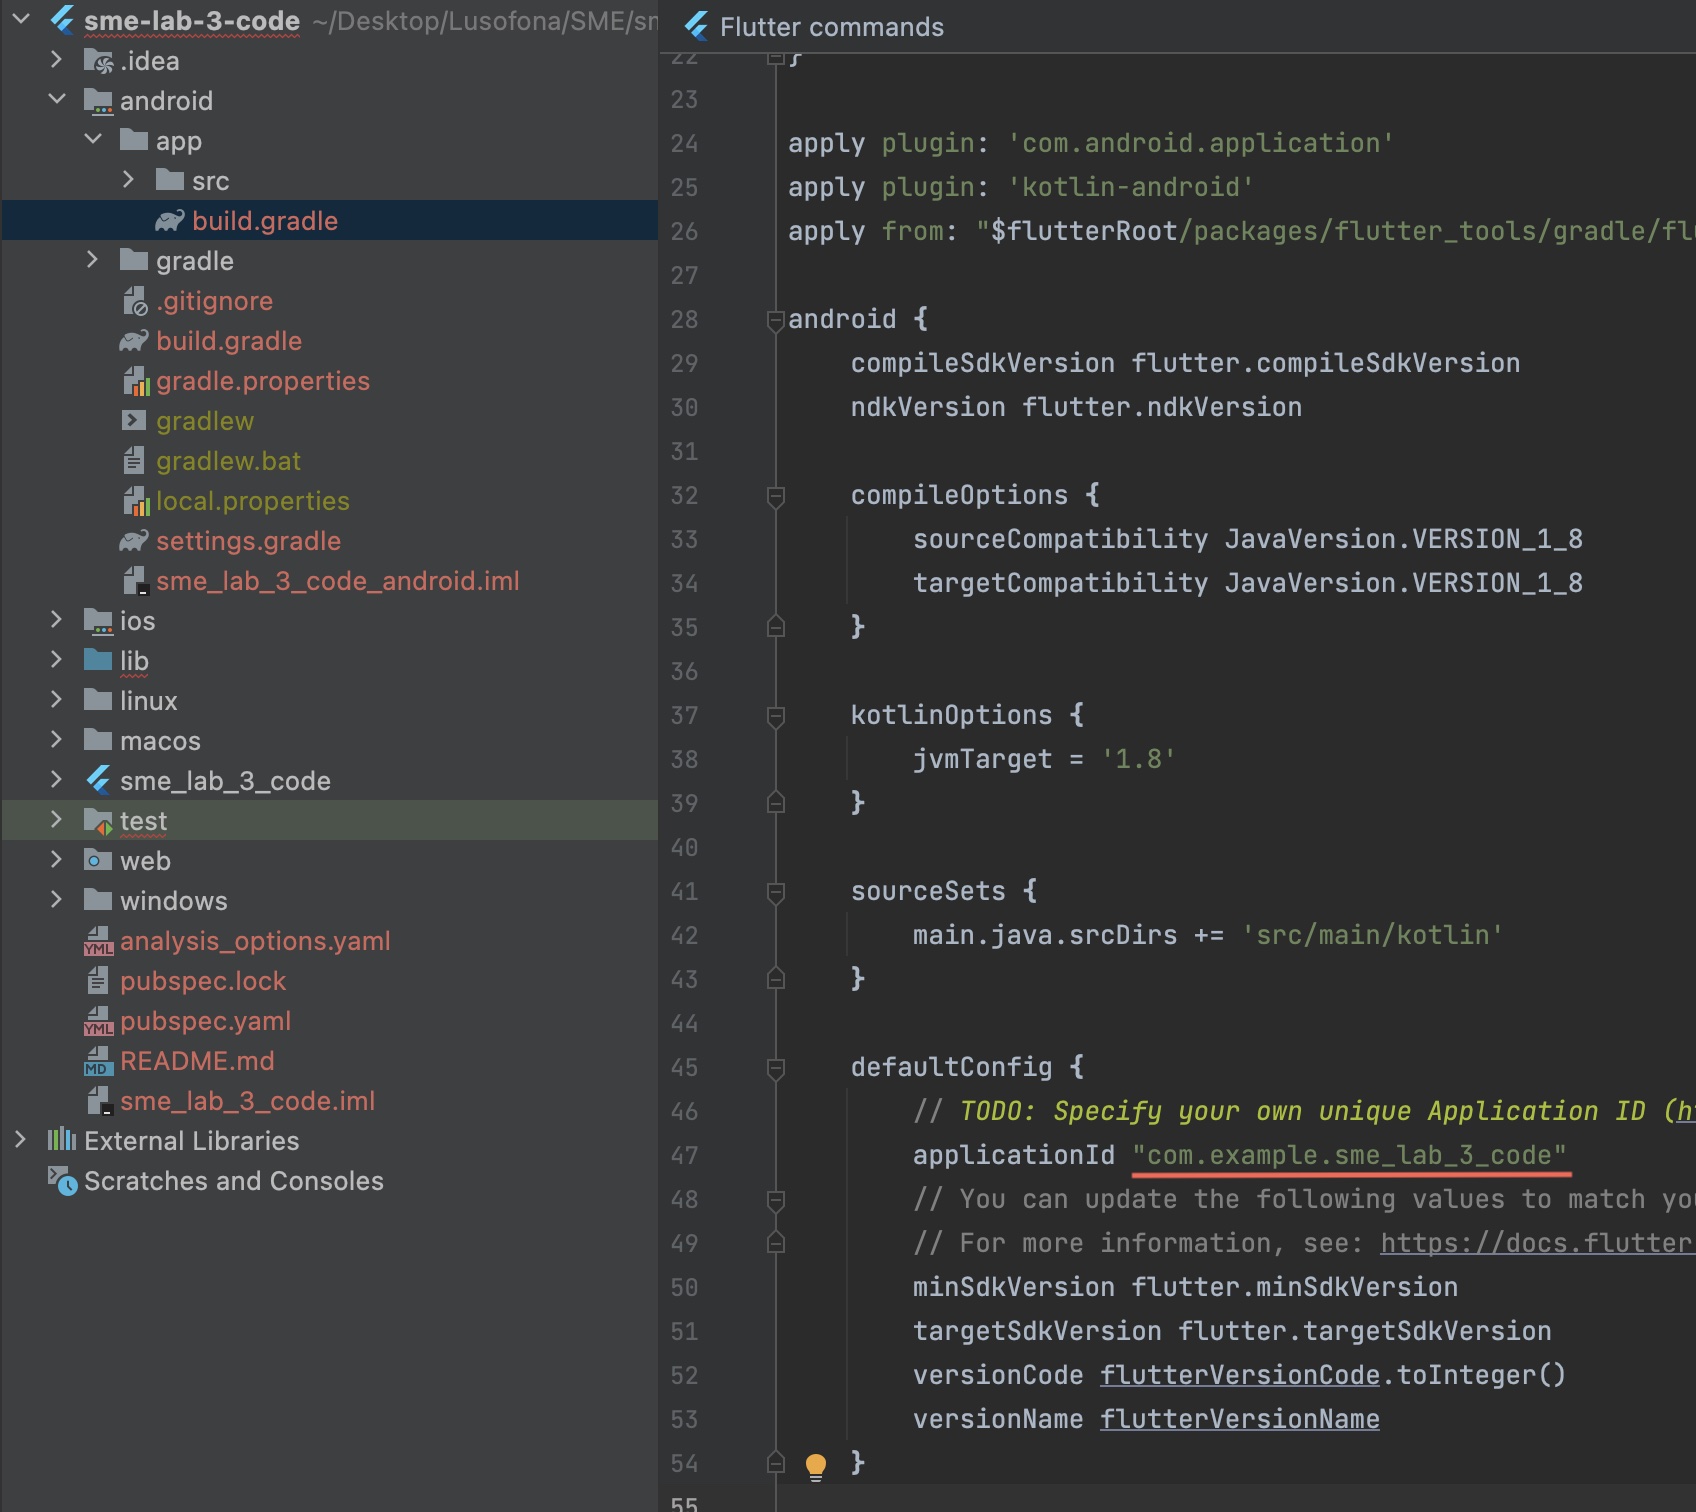 sme-lab-3-code ~/Desktop/Lusofona/SME/sm
.idea
android
app
src
build.gradle
gradle
.gitignore
build.gradle
gradle.properties
gradlew
gradlew.bat
local.properties
settings.gradle
sme_lab_3_code_android.iml
ios
lib
linux
macos
sme_lab_3_code
test
web
windows
YML analysis_options.yaml
pubspec.lock
YML pubspec.yaml
MD README.md
sme_lab_3_code.iml
External Libraries
Scratches and Consoles
Flutter commands
22 }
23
24 apply plugin: 'com.android.application'
25 apply plugin: 'kotlin-android'
26 apply from: "$flutterRoot/packages/flutter_tools/gradle/flu
27
28 android {
29 compileSdkVersion flutter.compileSdkVersion
30 ndkVersion flutter.ndkVersion
31
32 compileOptions {
33 sourceCompatibility JavaVersion.VERSION_1_8
34 targetCompatibility JavaVersion.VERSION_1_8
35 }
36
37 kotlinOptions {
38 jvmTarget = '1.8'
39 }
40
41 sourceSets {
42 main.java.srcDirs += 'src/main/kotlin'
43 }
44
45 defaultConfig {
46 // TODO: Specify your own unique Application ID (h
47 applicationId "com.example.sme_lab_3_code"
48 // You can update the following values to match you
49 // For more information, see: https://docs.flutter
50 minSdkVersion flutter.minSdkVersion
51 targetSdkVersion flutter.targetSdkVersion
52 versionCode flutterVersionCode.toInteger()
53 versionName flutterVersionName
54 }
55